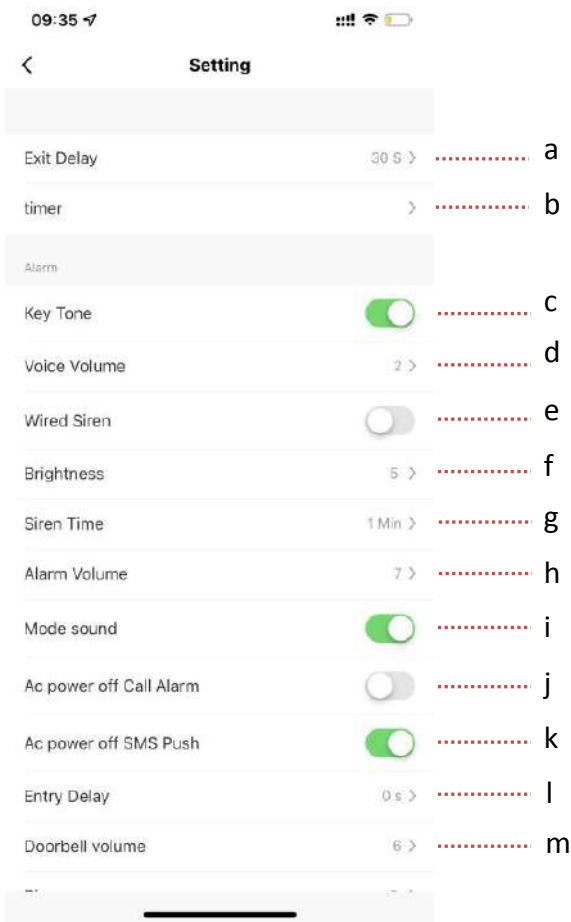 09:35
Setting
Exit Delay 30 S a
timer b
Alarm
Key Tone c
Voice Volume 2 d
Wired Siren e
Brightness 5 f
Siren Time 1 Min g
Alarm Volume 7 h
Mode sound i
Ac power off Call Alarm j
Ac power off SMS Push k
Entry Delay 0 s l
Doorbell volume 6 m